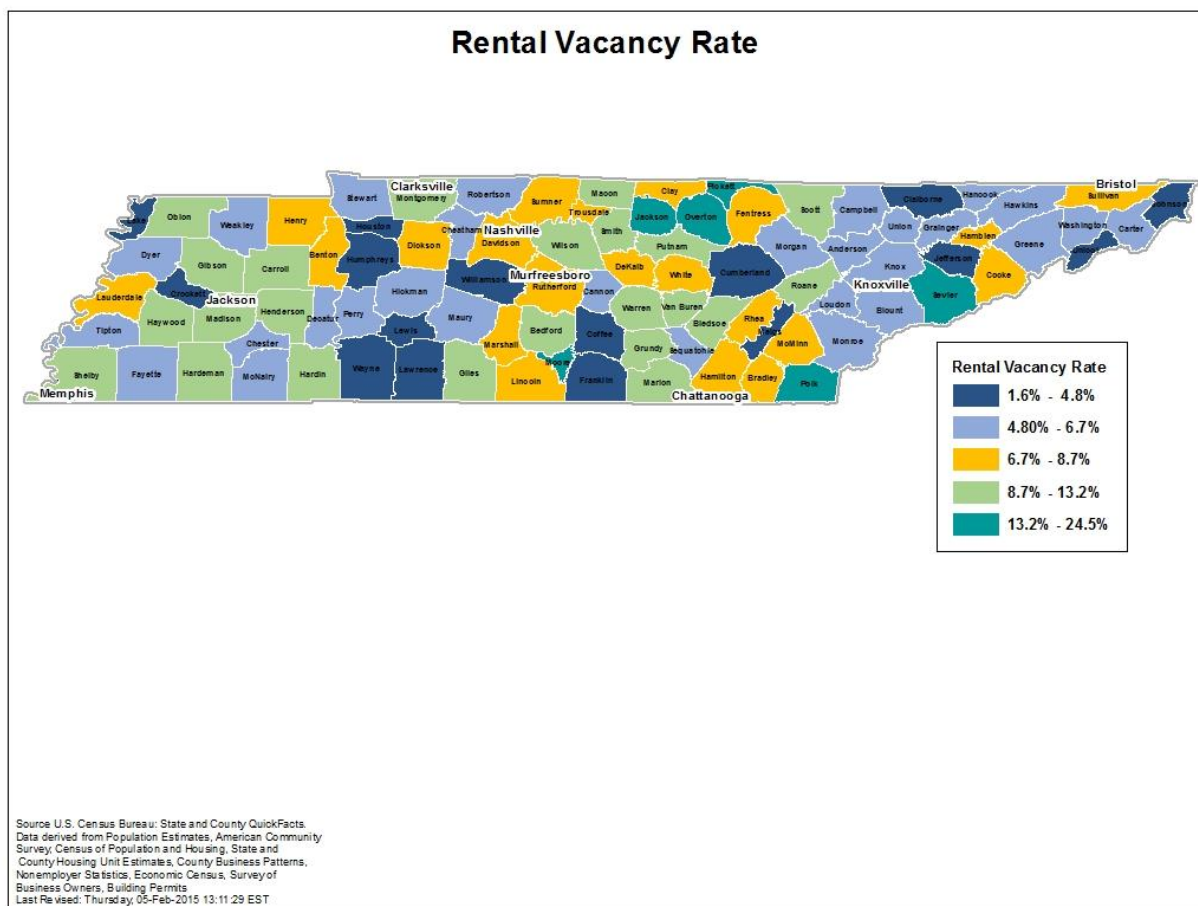 Rental Vacancy Rate
Lake
Obion
Weakley
Henry
Stewart
Clarksville
Montgomery
Robertson
Sumner
Macon
Clay
Pickett
Scott
Campbell
Claiborne
Hancock
Hawkins
Bristol
Sullivan
Johnson
Houston
Cheatham
Trousdale
Jackson
Overton
Fentress
Union
Grainger
Washington
Carter
Dyer
Gibson
Carroll
Benton
Humphreys
Dickson
Nashville
Davidson
Wilson
Smith
Putnam
Morgan
Anderson
Hamblen
Greene
Unicoi
Lauderdale
Crockett
Jackson
Williamson
Murfreesboro
Rutherford
DeKalb
White
Cumberland
Knox
Knoxville
Jefferson
Cooke
Sevier
Tipton
Haywood
Madison
Henderson
Decatur
Perry
Hickman
Maury
Cannon
Warren
Van Buren
Bledsoe
Rhea
Roane
Loudon
Blount
Chester
Lewis
Marshall
Bedford
Coffee
Grundy
Sequatchie
Meigs
McMinn
Monroe
Memphis
Shelby
Fayette
Hardeman
McNairy
Hardin
Wayne
Lawrence
Giles
Lincoln
Moore
Franklin
Marion
Hamilton
Chattanooga
Bradley
Polk
Rental Vacancy Rate
1.6% - 4.8%
4.80% - 6.7%
6.7% - 8.7%
8.7% - 13.2%
13.2% - 24.5%
Source U.S. Census Bureau: State and County QuickFacts.
Data derived from Population Estimates, American Community
Survey, Census of Population and Housing, State and
County Housing Unit Estimates, County Business Patterns,
Nonemployer Statistics, Economic Census, Survey of
Business Owners, Building Permits
Last Revised: Thursday, 05-Feb-2015 13:11:29 EST